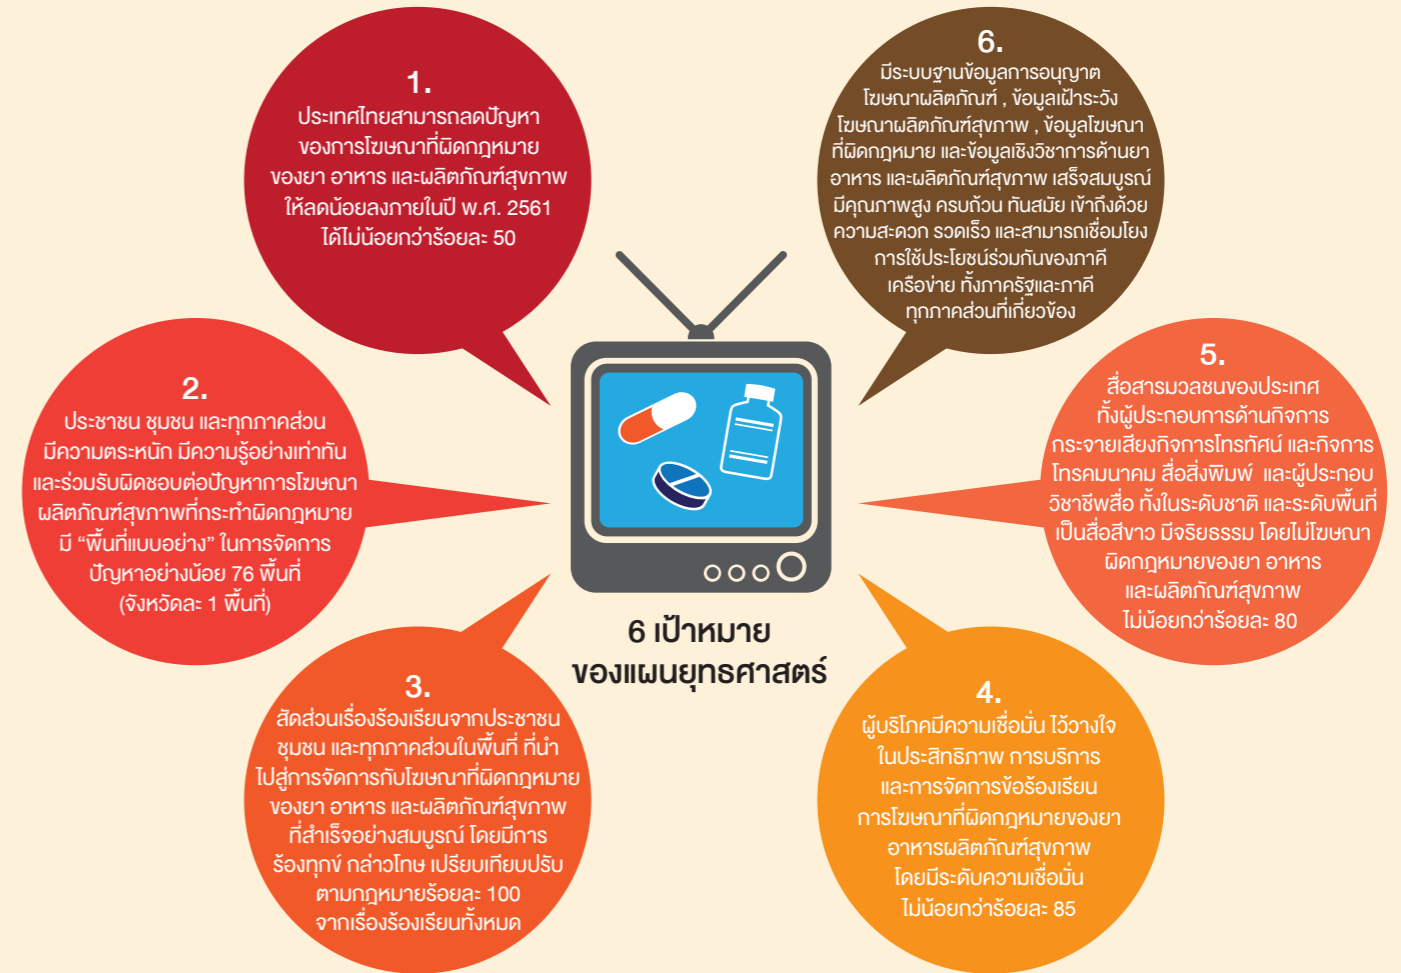 1.
ประเทศไทยสามารถลดปัญหา
ของการโฆษณาที่ผิดกฎหมาย
ของยา อาหาร และผลิตภัณฑ์สุขภาพ
ให้ลดน้อยลงภายในปี พ.ศ. 2561
ได้ไม่น้อยกว่าร้อยละ 50
2.
ประชาชน ชุมชน และทุกภาคส่วน
มีความตระหนัก มีความรู้อย่างเท่าทัน
และร่วมรับผิดชอบต่อปัญหาการโฆษณา
ผลิตภัณฑ์สุขภาพที่กระทำผิดกฎหมาย
มี “พื้นที่แบบอย่าง” ในการจัดการ
ปัญหาอย่างน้อย 76 พื้นที่
(จังหวัดละ 1 พื้นที่)
3.
สัดส่วนเรื่องร้องเรียนจากประชาชน
ชุมชน และทุกภาคส่วนในพื้นที่ ที่นำ
ไปสู่การจัดการกับโฆษณาที่ผิดกฎหมาย
ของยา อาหาร และผลิตภัณฑ์สุขภาพ
ที่สำเร็จอย่างสมบูรณ์ โดยมีการ
ร้องทุกข์ กล่าวโทษ เปรียบเทียบปรับ
ตามกฎหมายร้อยละ 100
จากเรื่องร้องเรียนทั้งหมด
4.
ผู้บริโภคมีความเชื่อมั่น ไว้วางใจ
ในประสิทธิภาพ การบริการ
และการจัดการข้อร้องเรียน
การโฆษณาที่ผิดกฎหมายของยา
อาหารผลิตภัณฑ์สุขภาพ
โดยมีระดับความเชื่อมั่น
ไม่น้อยกว่าร้อยละ 85
5.
สื่อสารมวลชนของประเทศ
ทั้งผู้ประกอบการด้านกิจการ
กระจายเสียงกิจการโทรทัศน์ และกิจการ
โทรคมนาคม สื่อสิ่งพิมพ์ และผู้ประกอบ
วิชาชีพสื่อ ทั้งในระดับชาติ และระดับพื้นที่
เป็นสื่อสีขาว มีจริยธรรม โดยไม่โฆษณา
ผิดกฎหมายของยา อาหาร
และผลิตภัณฑ์สุขภาพ
ไม่น้อยกว่าร้อยละ 80
6.
มีระบบฐานข้อมูลการอนุญาต
โฆษณาผลิตภัณฑ์ , ข้อมูลเฝ้าระวัง
โฆษณาผลิตภัณฑ์สุขภาพ , ข้อมูลโฆษณา
ที่ผิดกฎหมาย และข้อมูลเชิงวิชาการด้านยา
อาหาร และผลิตภัณฑ์สุขภาพ เสร็จสมบูรณ์
มีคุณภาพสูง ครบถ้วน ทันสมัย เข้าถึงด้วย
ความสะดวก รวดเร็ว และสามารถเชื่อมโยง
การใช้ประโยชน์ร่วมกันของภาคี
เครือข่าย ทั้งภาครัฐและภาคี
ทุกภาคส่วนที่เกี่ยวข้อง
6 เป้าหมาย
ของแผนยุทธศาสตร์